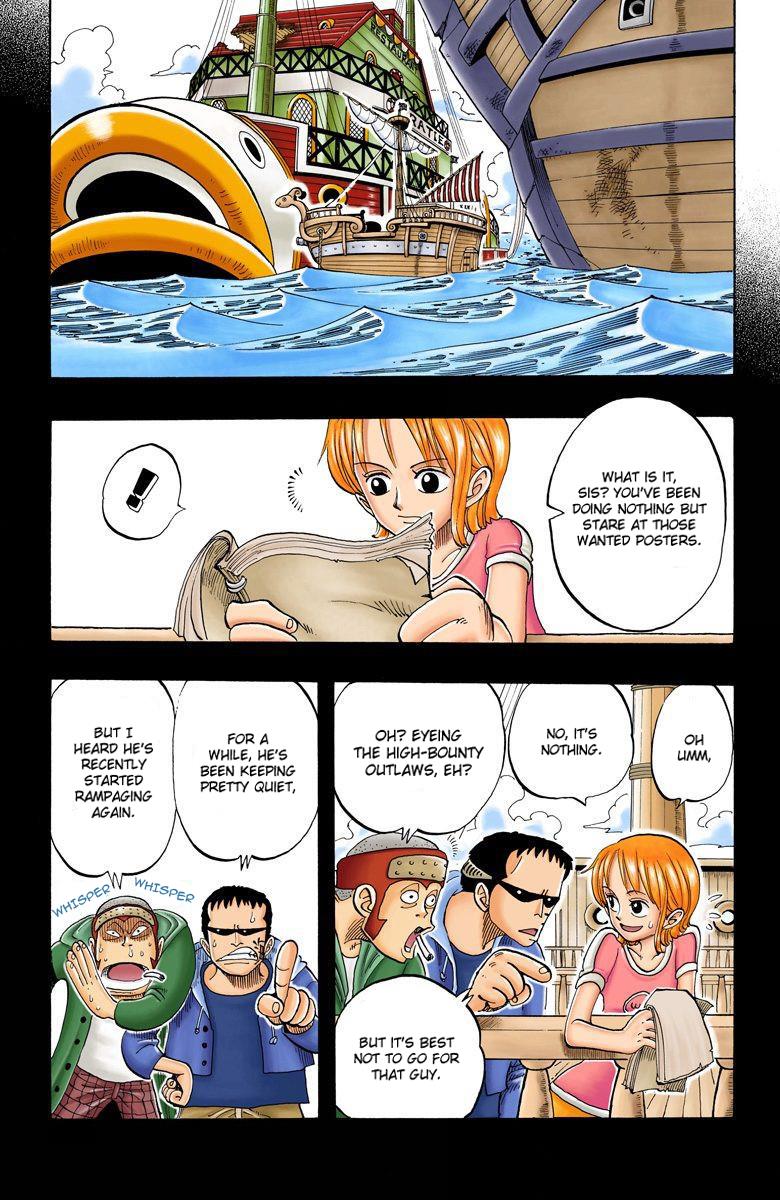 WHAT IS IT,
SIS? YOU'VE BEEN
DOING NOTHING BUT
STARE AT THOSE
WANTED POSTERS.
!
OH
UMM,
NO, IT'S
NOTHING.
OH? EYEING
THE HIGH-BOUNTY
OUTLAWS, EH?
BUT IT'S BEST
NOT TO GO FOR
THAT GUY.
FOR A
WHILE, HE'S
BEEN KEEPING
PRETTY QUIET,
BUT I
HEARD HE'S
RECENTLY
STARTED
RAMPAGING
AGAIN.
WHISPER
WHISPER